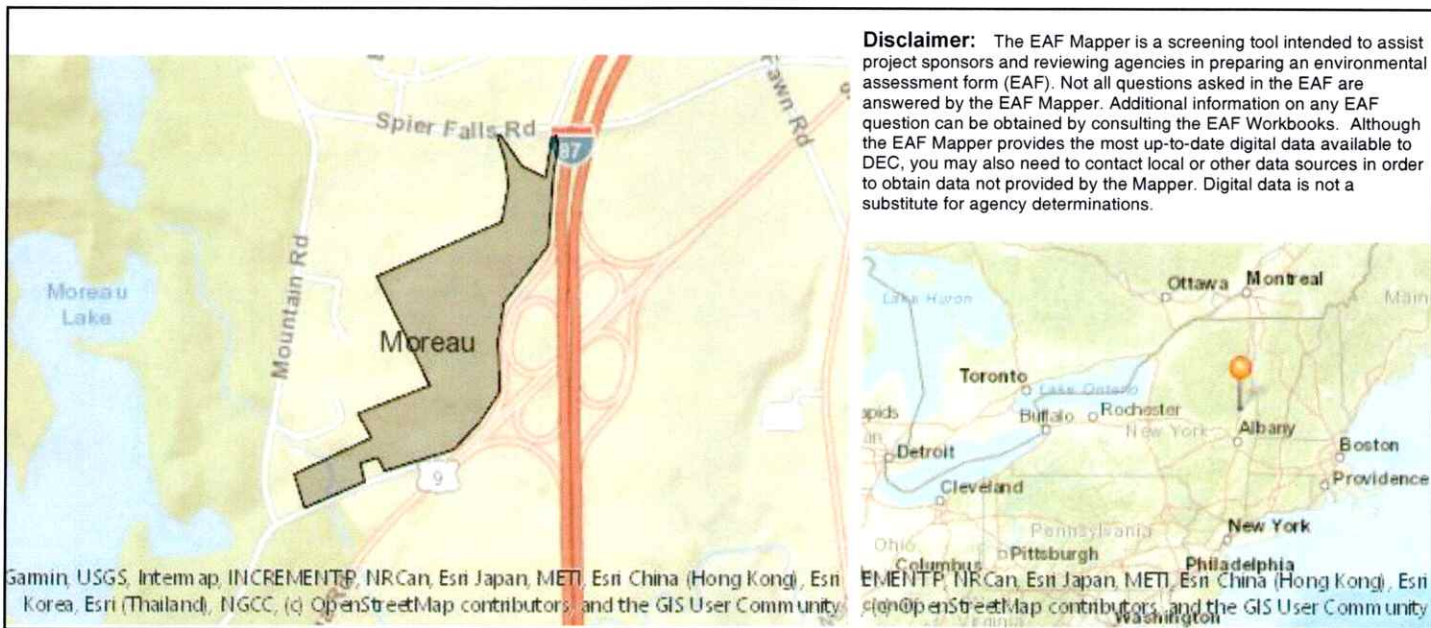 Disclaimer: The EAF Mapper is a screening tool intended to assist
project sponsors and reviewing agencies in preparing an environmental
assessment form (EAF). Not all questions asked in the EAF are
answered by the EAF Mapper. Additional information on any EAF
question can be obtained by consulting the EAF Workbooks. Although
the EAF Mapper provides the most up-to-date digital data available to
DEC, you may also need to contact local or other data sources in order
to obtain data not provided by the Mapper. Digital data is not a
substitute for agency determinations.
Spier Falls Rd
87
Mountain Rd
Moreau
Lake
Moreau
9
Garmin, USGS, Intermap, INCREMENT P, NRCan, Esri Japan, METI, Esri China (Hong Kong), Esri
Korea, Esri (Thailand), NGCC, (c) OpenStreetMap contributors, and the GIS User Community
Ottawa
Montreal
Lake Huron
Toronto
Lake Ontario
Buffalo
Rochester
New York
Albany
Detroit
Boston
Providence
Cleveland
Pennsylvania
New York
Ohio
Pittsburgh
Columbus
Philadelphia
EMENT P, NRCan, Esri Japan, METI, Esri China (Hong Kong), Esri
OpenStreetMap contributors, and the GIS User Community
Washington
Virginia